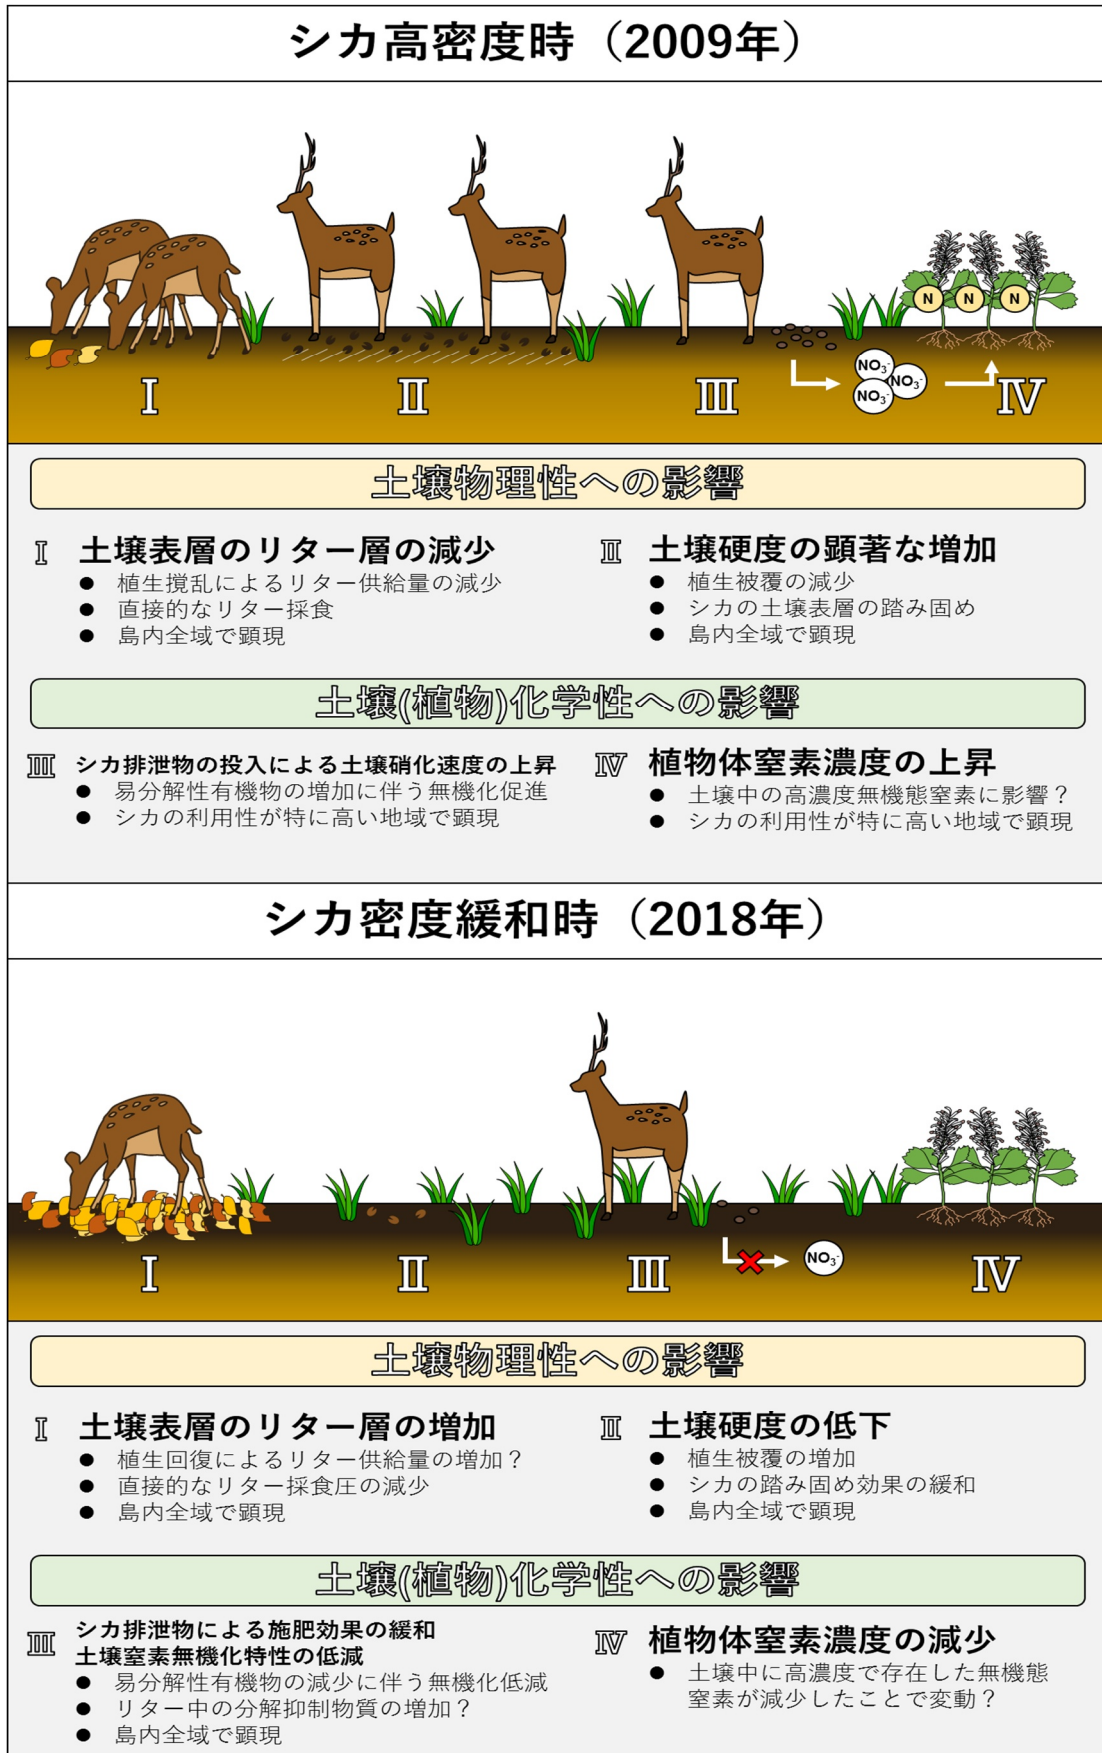 シカ高密度時（2009年）
N N N
NO₃⁻
NO₃⁻
NO₃⁻
Ⅰ Ⅱ Ⅲ Ⅳ
土壌物理性への影響
Ⅰ 土壌表層のリター層の減少
● 植生撹乱によるリター供給量の減少
● 直接的なリター採食
● 島内全域で顕現
Ⅱ 土壌硬度の顕著な増加
● 植生被覆の減少
● シカの土壌表層の踏み固め
● 島内全域で顕現
土壌(植物)化学性への影響
Ⅲ シカ排泄物の投入による土壌硝化速度の上昇
● 易分解性有機物の増加に伴う無機化促進
● シカの利用性が特に高い地域で顕現
Ⅳ 植物体窒素濃度の上昇
● 土壌中の高濃度無機態窒素に影響？
● シカの利用性が特に高い地域で顕現
シカ密度緩和時（2018年）
NO₃⁻
Ⅰ Ⅱ Ⅲ Ⅳ
土壌物理性への影響
Ⅰ 土壌表層のリター層の増加
● 植生回復によるリター供給量の増加？
● 直接的なリター採食圧の減少
● 島内全域で顕現
Ⅱ 土壌硬度の低下
● 植生被覆の増加
● シカの踏み固め効果の緩和
● 島内全域で顕現
土壌(植物)化学性への影響
Ⅲ シカ排泄物による施肥効果の緩和
土壌窒素無機化特性の低減
● 易分解性有機物の減少に伴う無機化低減
● リター中の分解抑制物質の増加？
● 島内全域で顕現
Ⅳ 植物体窒素濃度の減少
● 土壌中に高濃度で存在した無機態
窒素が減少したことで変動？